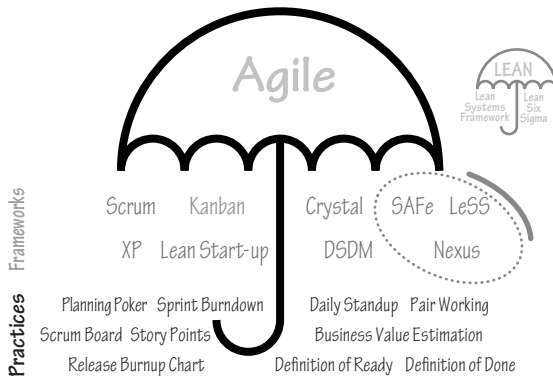 Agile
LEAN
Lean Systems Framework
Lean Six Sigma
Frameworks
Scrum Kanban Crystal SAFe LeSS
XP Lean Start-up DSDM Nexus
Practices
Planning Poker Sprint Burndown Daily Standup Pair Working
Scrum Board Story Points Business Value Estimation
Release Burnup Chart Definition of Ready Definition of Done